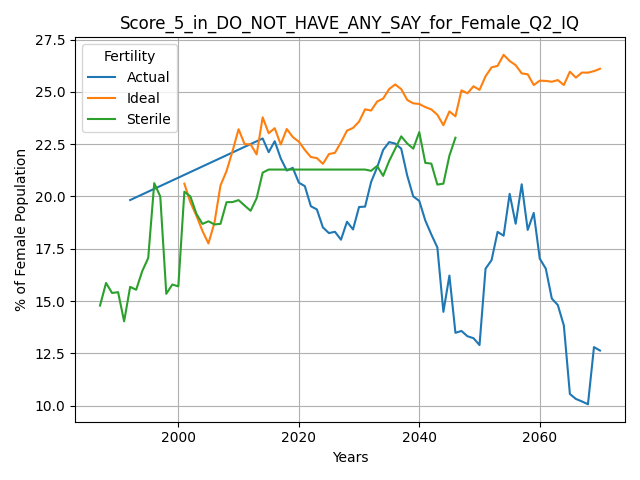 Score_5_in_DO_NOT_HAVE_ANY_SAY_for_Female_Q2_IQ
27.5
25.0
22.5
20.0
17.5
15.0
12.5
10.0
% of Female Population
Fertility
Actual
Ideal
Sterile
2000
2020
2040
2060
Years